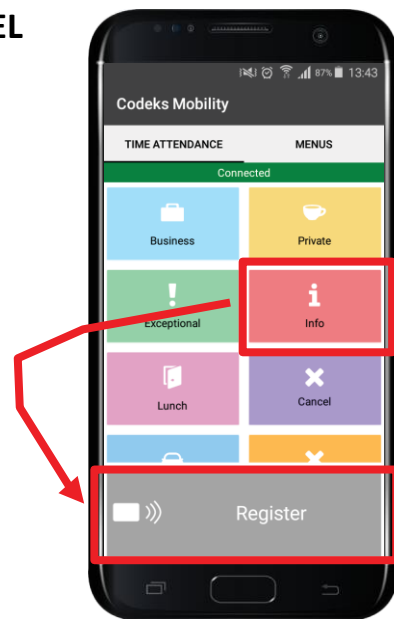 EL
87% 13:43
Codeks Mobility
TIME ATTENDANCE MENUS
Connected
Business Private
Exceptional Info
Lunch Cancel
Register